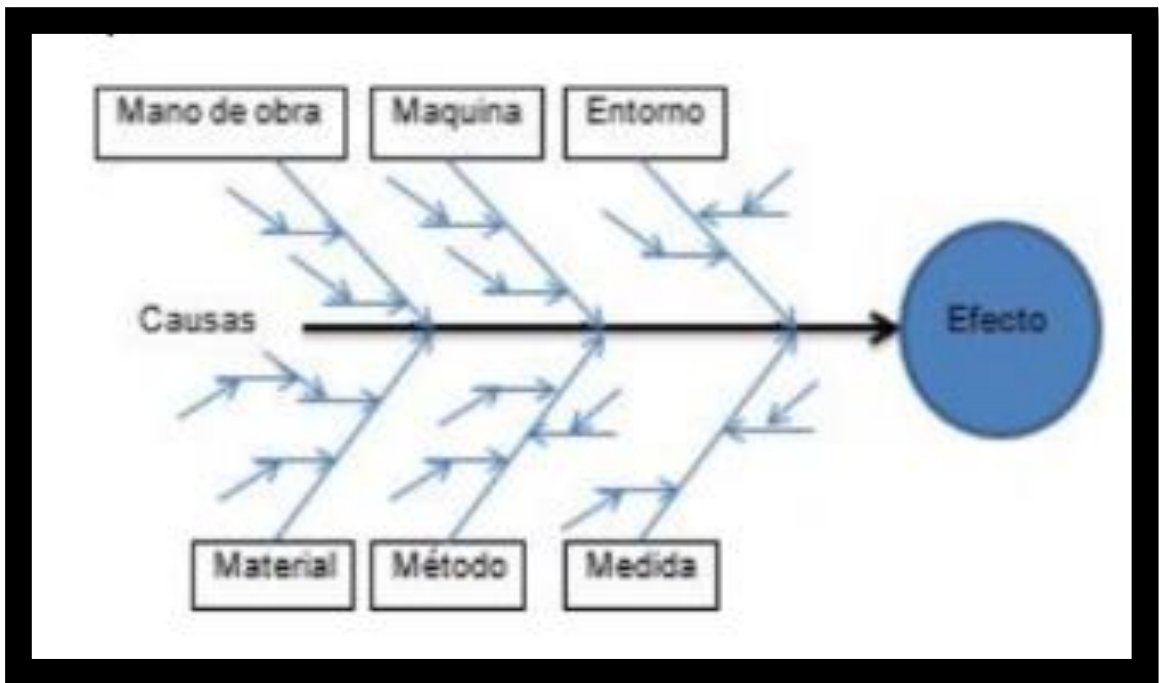 Mano de obra
Maquina
Entorno
Causas
Efecto
Material
Método
Medida